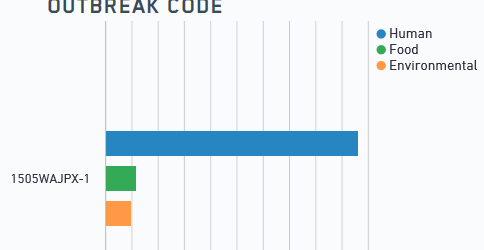 OUTBREAK CODE
Human
Food
Environmental
1505WAJPX-1